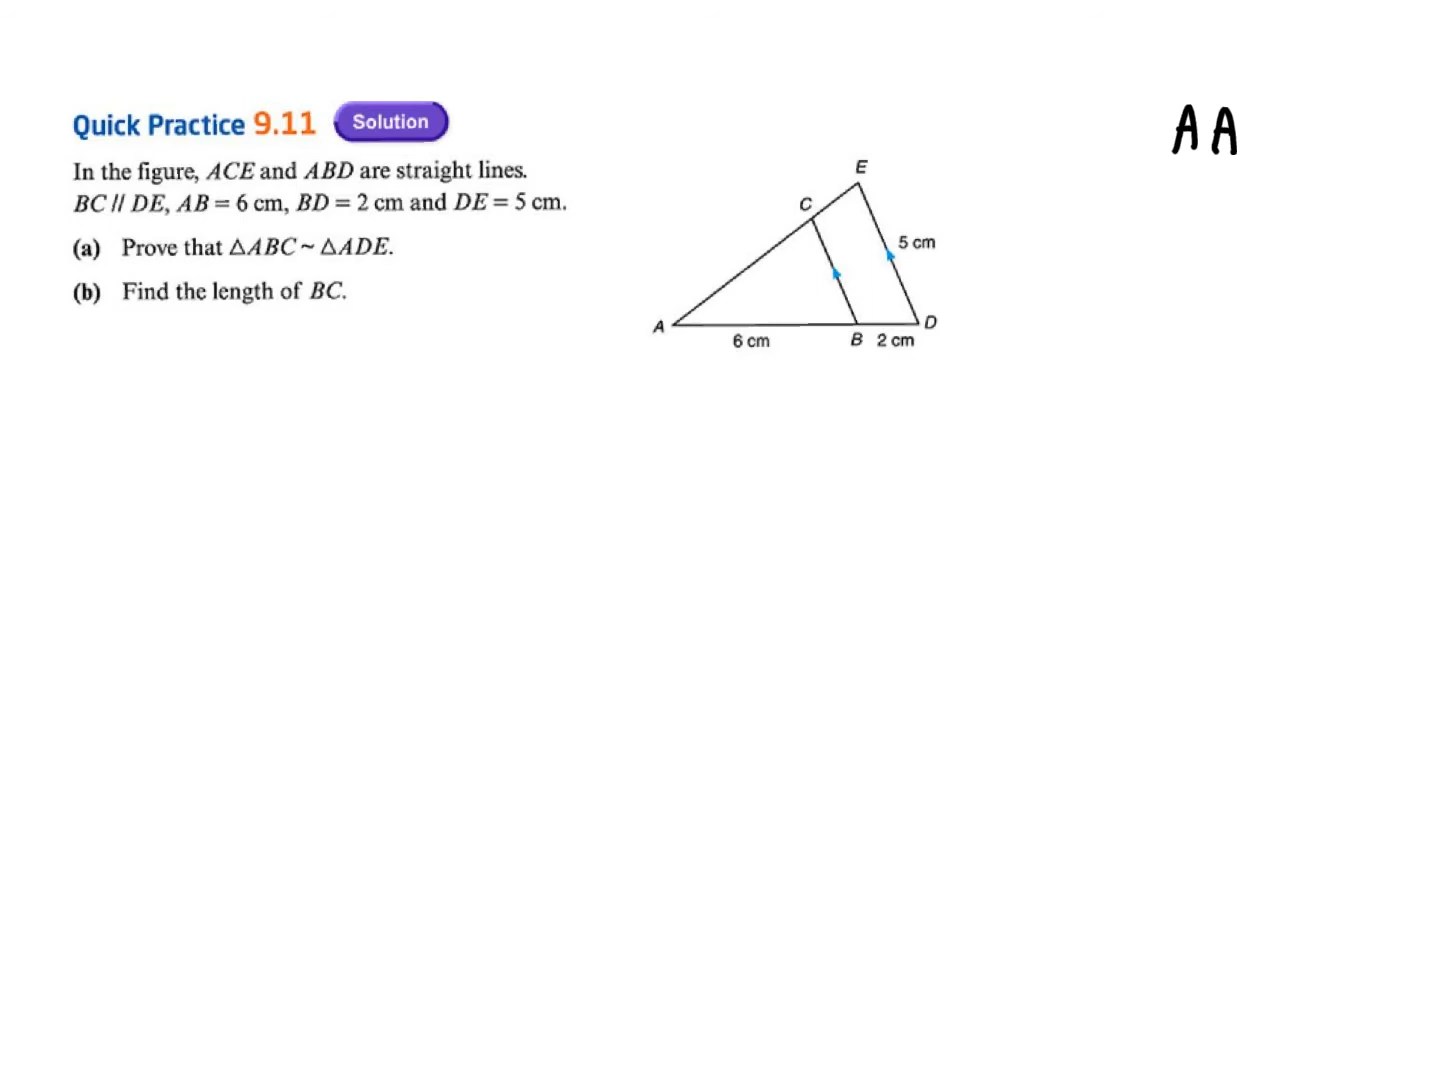 Quick Practice 9.11 Solution
A A
In the figure, ACE and ABD are straight lines.
BC // DE, AB = 6 cm, BD = 2 cm and DE = 5 cm.
(a) Prove that △ABC ~ △ADE.
(b) Find the length of BC.
E
C
5 cm
A
D
6 cm
B 2 cm